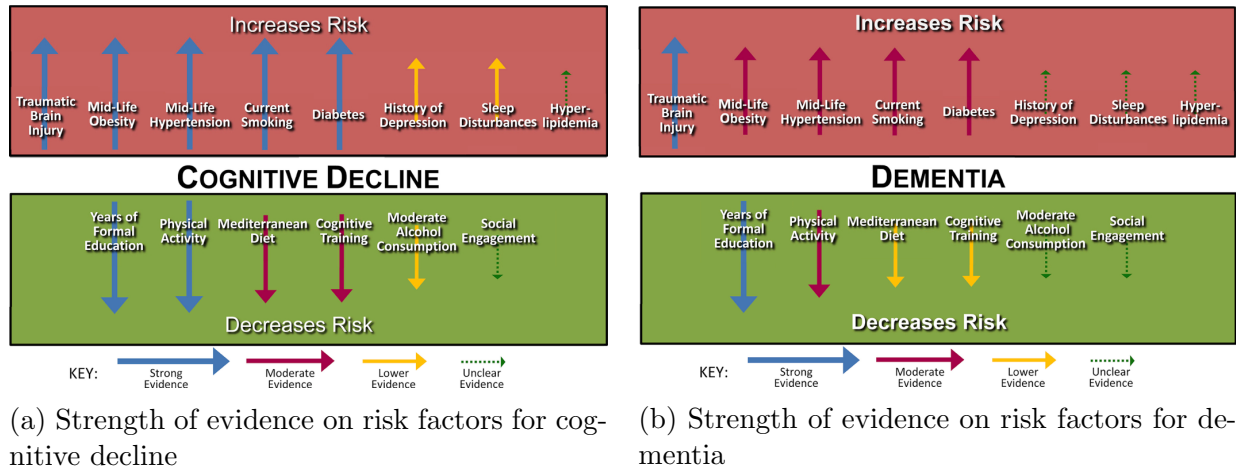 Increases Risk
Traumatic
Brain
Injury
Mid-Life
Obesity
Mid-Life
Hypertension
Current
Smoking
Diabetes
History of
Depression
Sleep
Disturbances
Hyper-
lipidemia
COGNITIVE DECLINE
Years of
Formal
Education
Physical
Activity
Mediterranean
Diet
Cognitive
Training
Moderate
Alcohol
Consumption
Social
Engagement
Decreases Risk
KEY:
Strong
Evidence
Moderate
Evidence
Lower
Evidence
Unclear
Evidence
(a) Strength of evidence on risk factors for cog-
nitive decline
Increases Risk
Traumatic
Brain
Injury
Mid-Life
Obesity
Mid-Life
Hypertension
Current
Smoking
Diabetes
History of
Depression
Sleep
Disturbances
Hyper-
lipidemia
DEMENTIA
Years of
Formal
Education
Physical
Activity
Mediterranean
Diet
Cognitive
Training
Moderate
Alcohol
Consumption
Social
Engagement
Decreases Risk
KEY:
Strong
Evidence
Moderate
Evidence
Lower
Evidence
Unclear
Evidence
(b) Strength of evidence on risk factors for de-
mentia